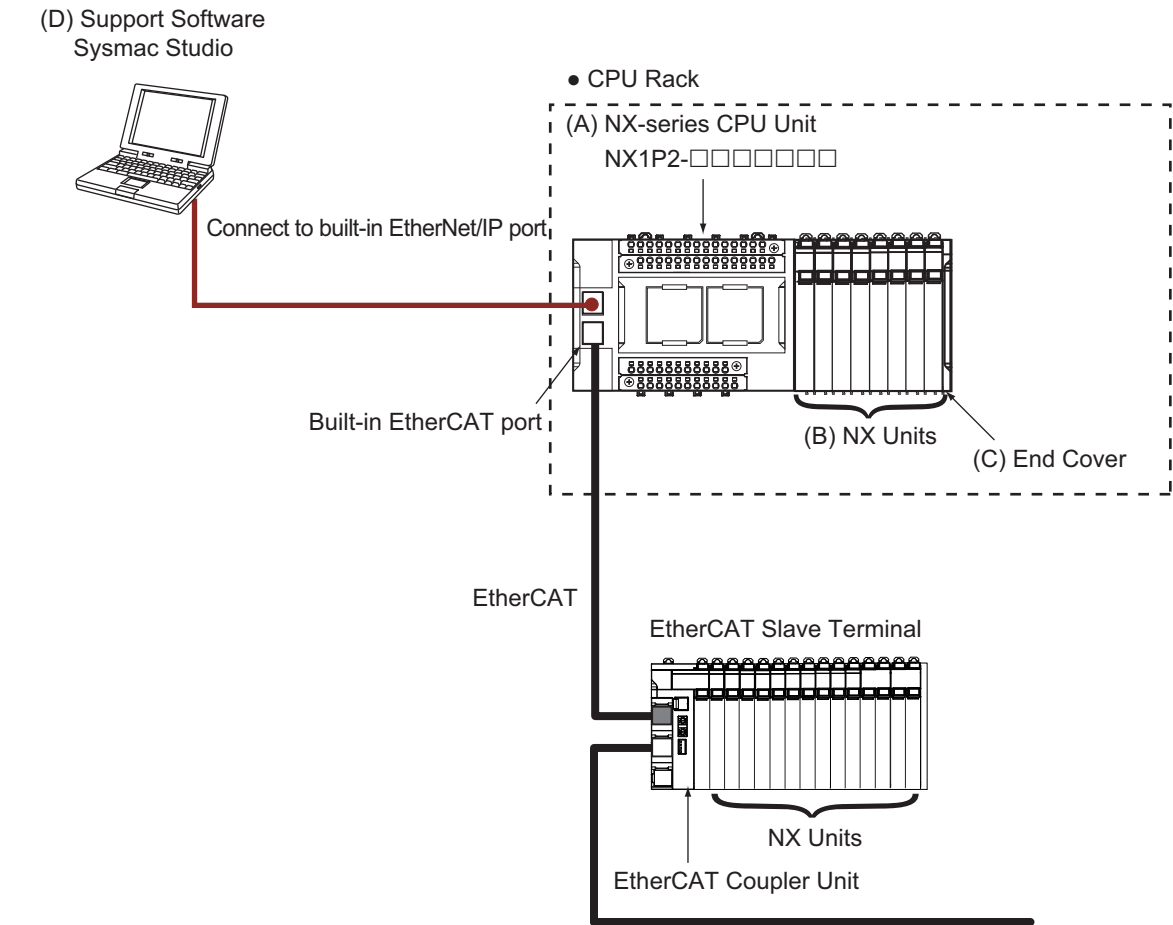 (D) Support Software
Sysmac Studio
● CPU Rack
(A) NX-series CPU Unit
NX1P2-□□□□□□□
Connect to built-in EtherNet/IP port
Built-in EtherCAT port
(B) NX Units
(C) End Cover
EtherCAT
EtherCAT Slave Terminal
NX Units
EtherCAT Coupler Unit